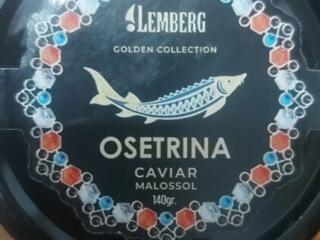 LEMBERG
GOLDEN COLLECTION
OSETRINA
CAVIAR
MALOSSOL
140gr.